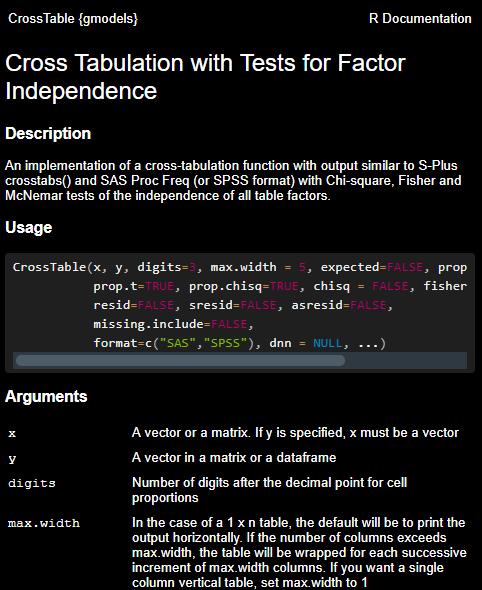 CrossTable {gmodels} R Documentation
Cross Tabulation with Tests for Factor
Independence
Description
An implementation of a cross-tabulation function with output similar to S-Plus
crosstabs() and SAS Proc Freq (or SPSS format) with Chi-square, Fisher and
McNemar tests of the independence of all table factors.
Usage
CrossTable(x, y, digits=3, max.width = 5, expected=FALSE, prop
prop.t=TRUE, prop.chisq=TRUE, chisq = FALSE, fisher
resid=FALSE, sresid=FALSE, asresid=FALSE,
missing.include=FALSE,
format=c("SAS","SPSS"), dnn = NULL, ...)
Arguments
x A vector or a matrix. If y is specified, x must be a vector
y A vector in a matrix or a dataframe
digits Number of digits after the decimal point for cell
proportions
max.width In the case of a 1 x n table, the default will be to print the
output horizontally. If the number of columns exceeds
max.width, the table will be wrapped for each successive
increment of max.width columns. If you want a single
column vertical table, set max.width to 1